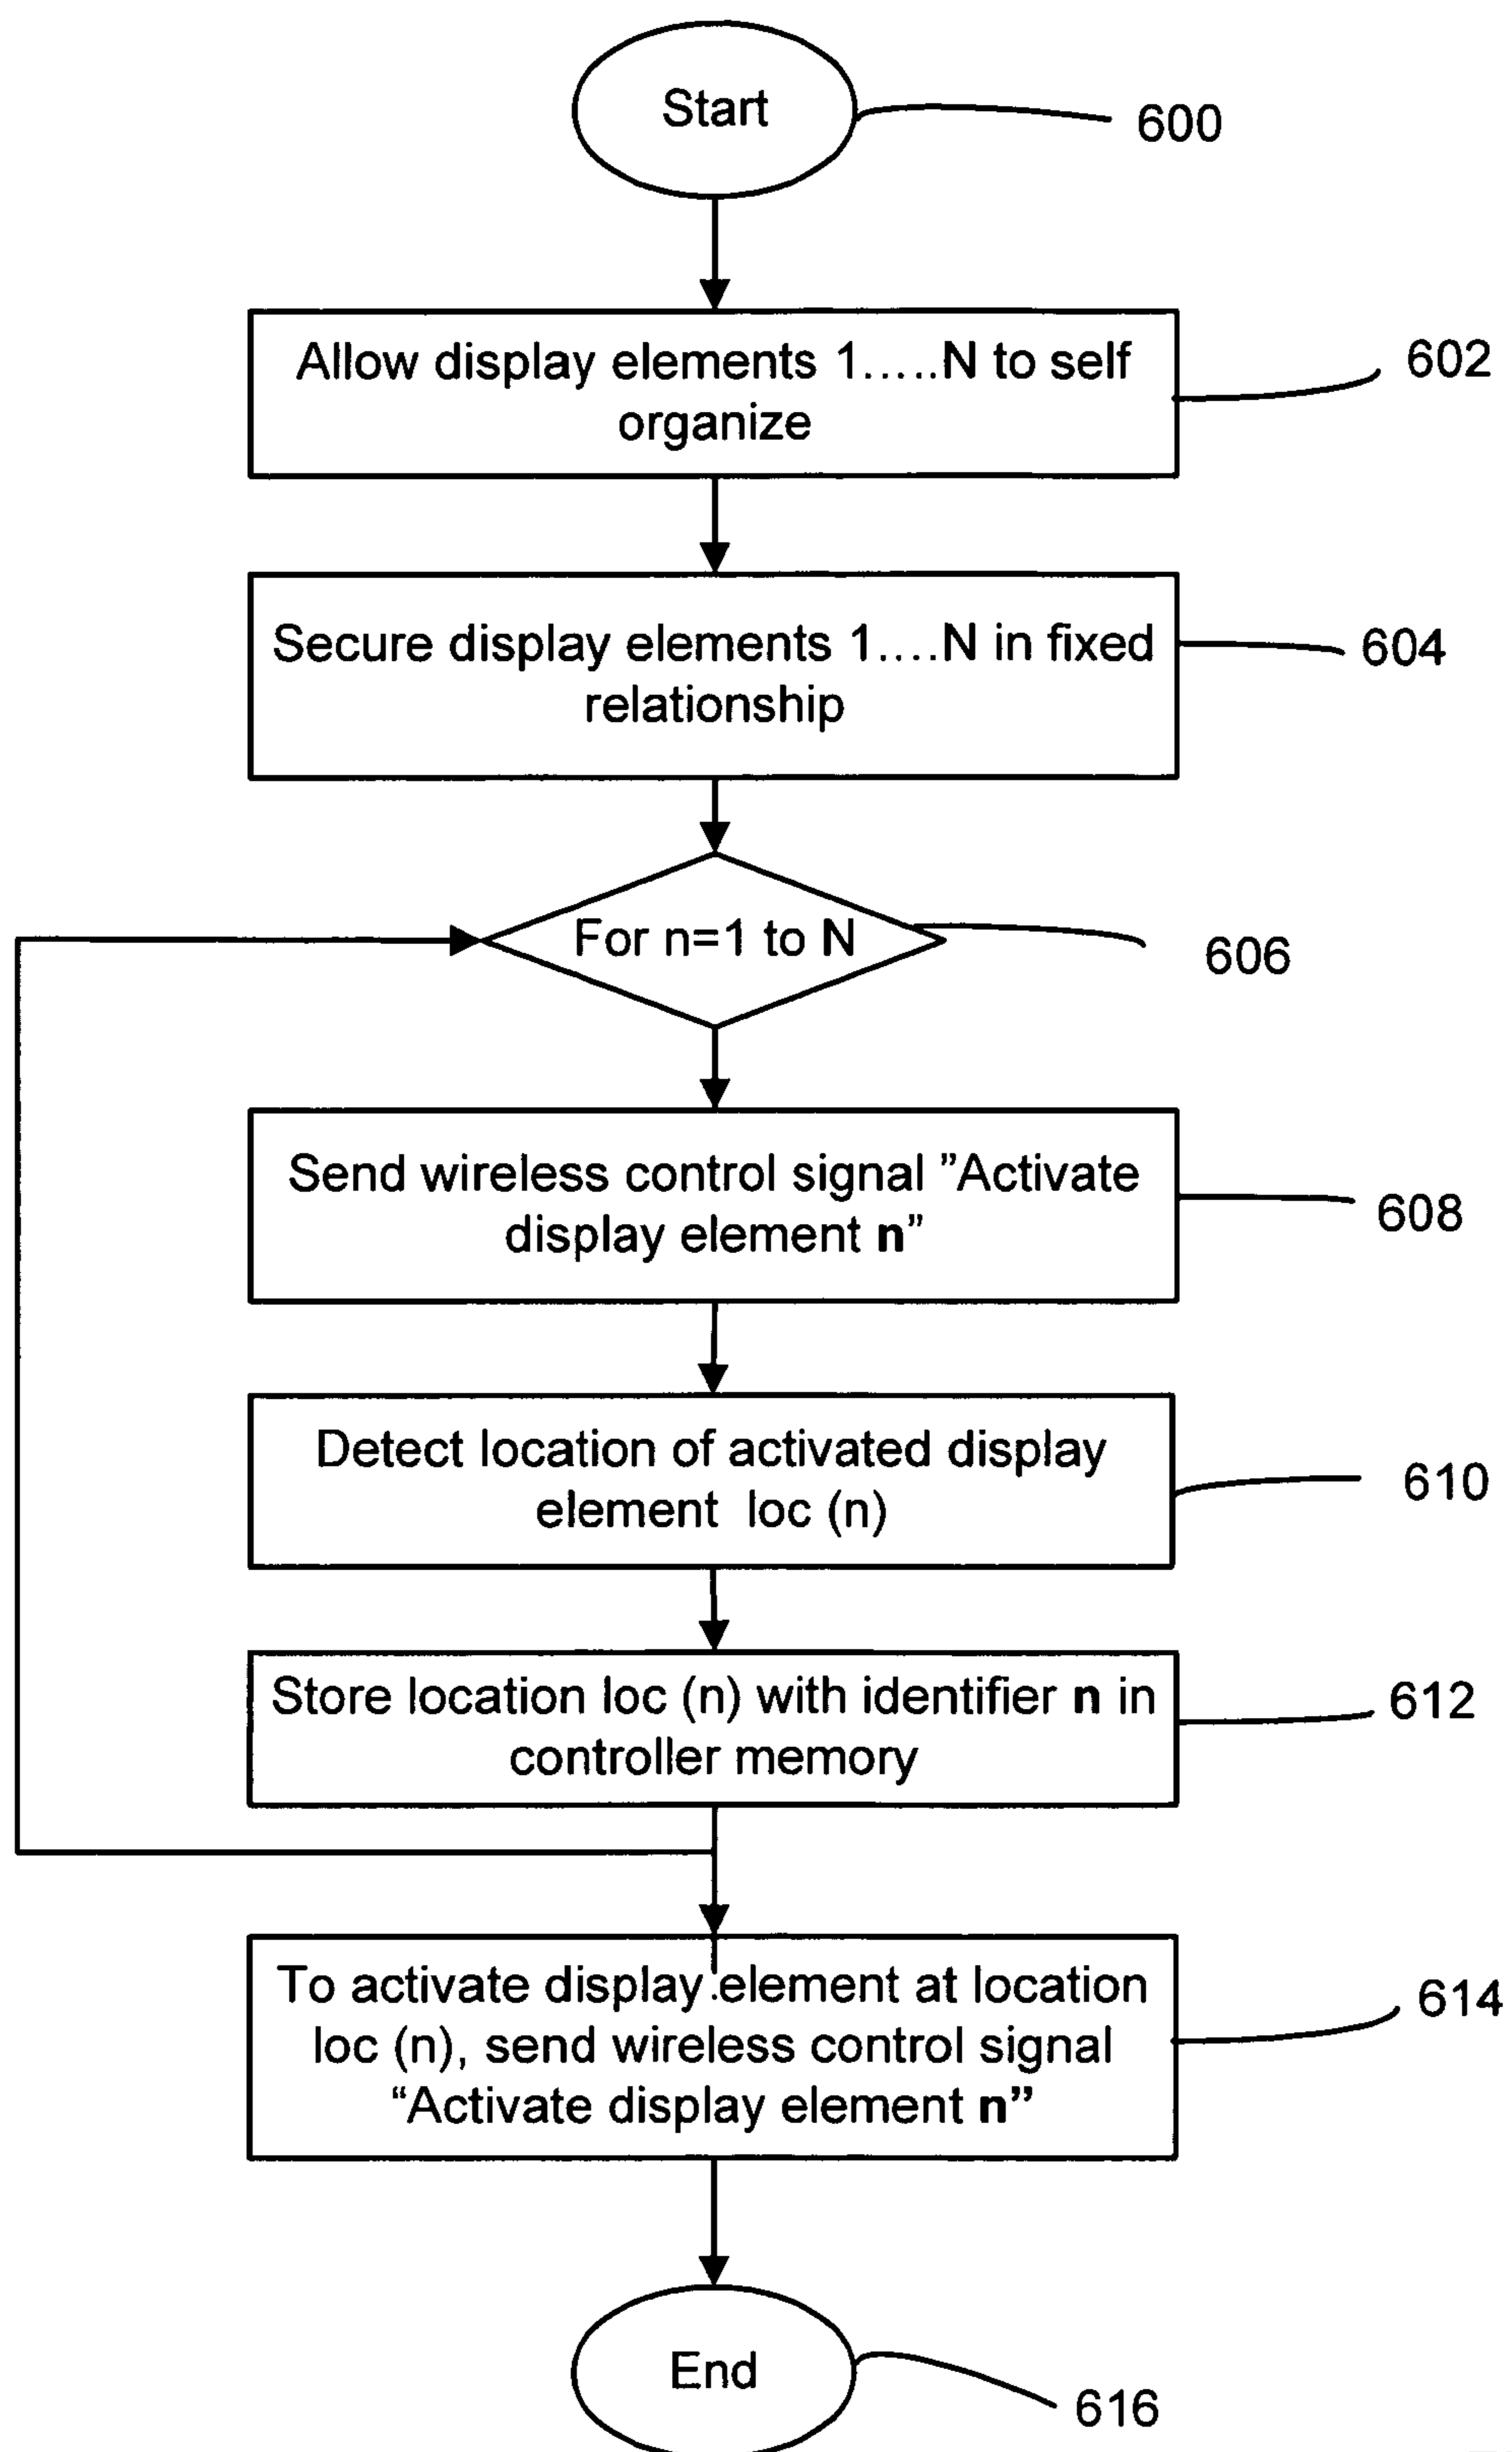 Start
600
Allow display elements 1.....N to self
organize
602
Secure display elements 1....N in fixed
relationship
604
For n=1 to N
606
Send wireless control signal ”Activate
display element n”
608
Detect location of activated display
element loc (n)
610
Store location loc (n) with identifier n in
controller memory
612
To activate display element at location
loc (n), send wireless control signal
“Activate display element n”
614
End
616